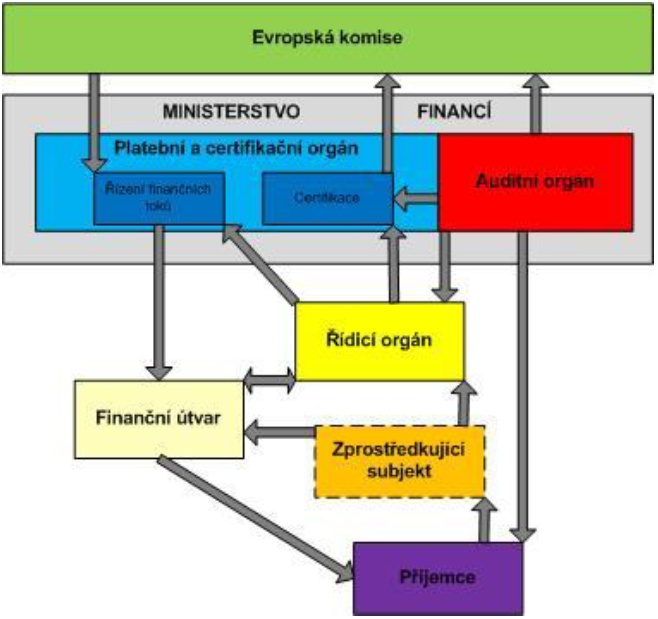 Evropská komise
MINISTERSTVO FINANCÍ
Platební a certifikační orgán
Auditní organ
Řízení finančních
toků
Certifikace
Řídicí orgán
Finanční útvar
Zprostředkující
subjekt
Příjemce